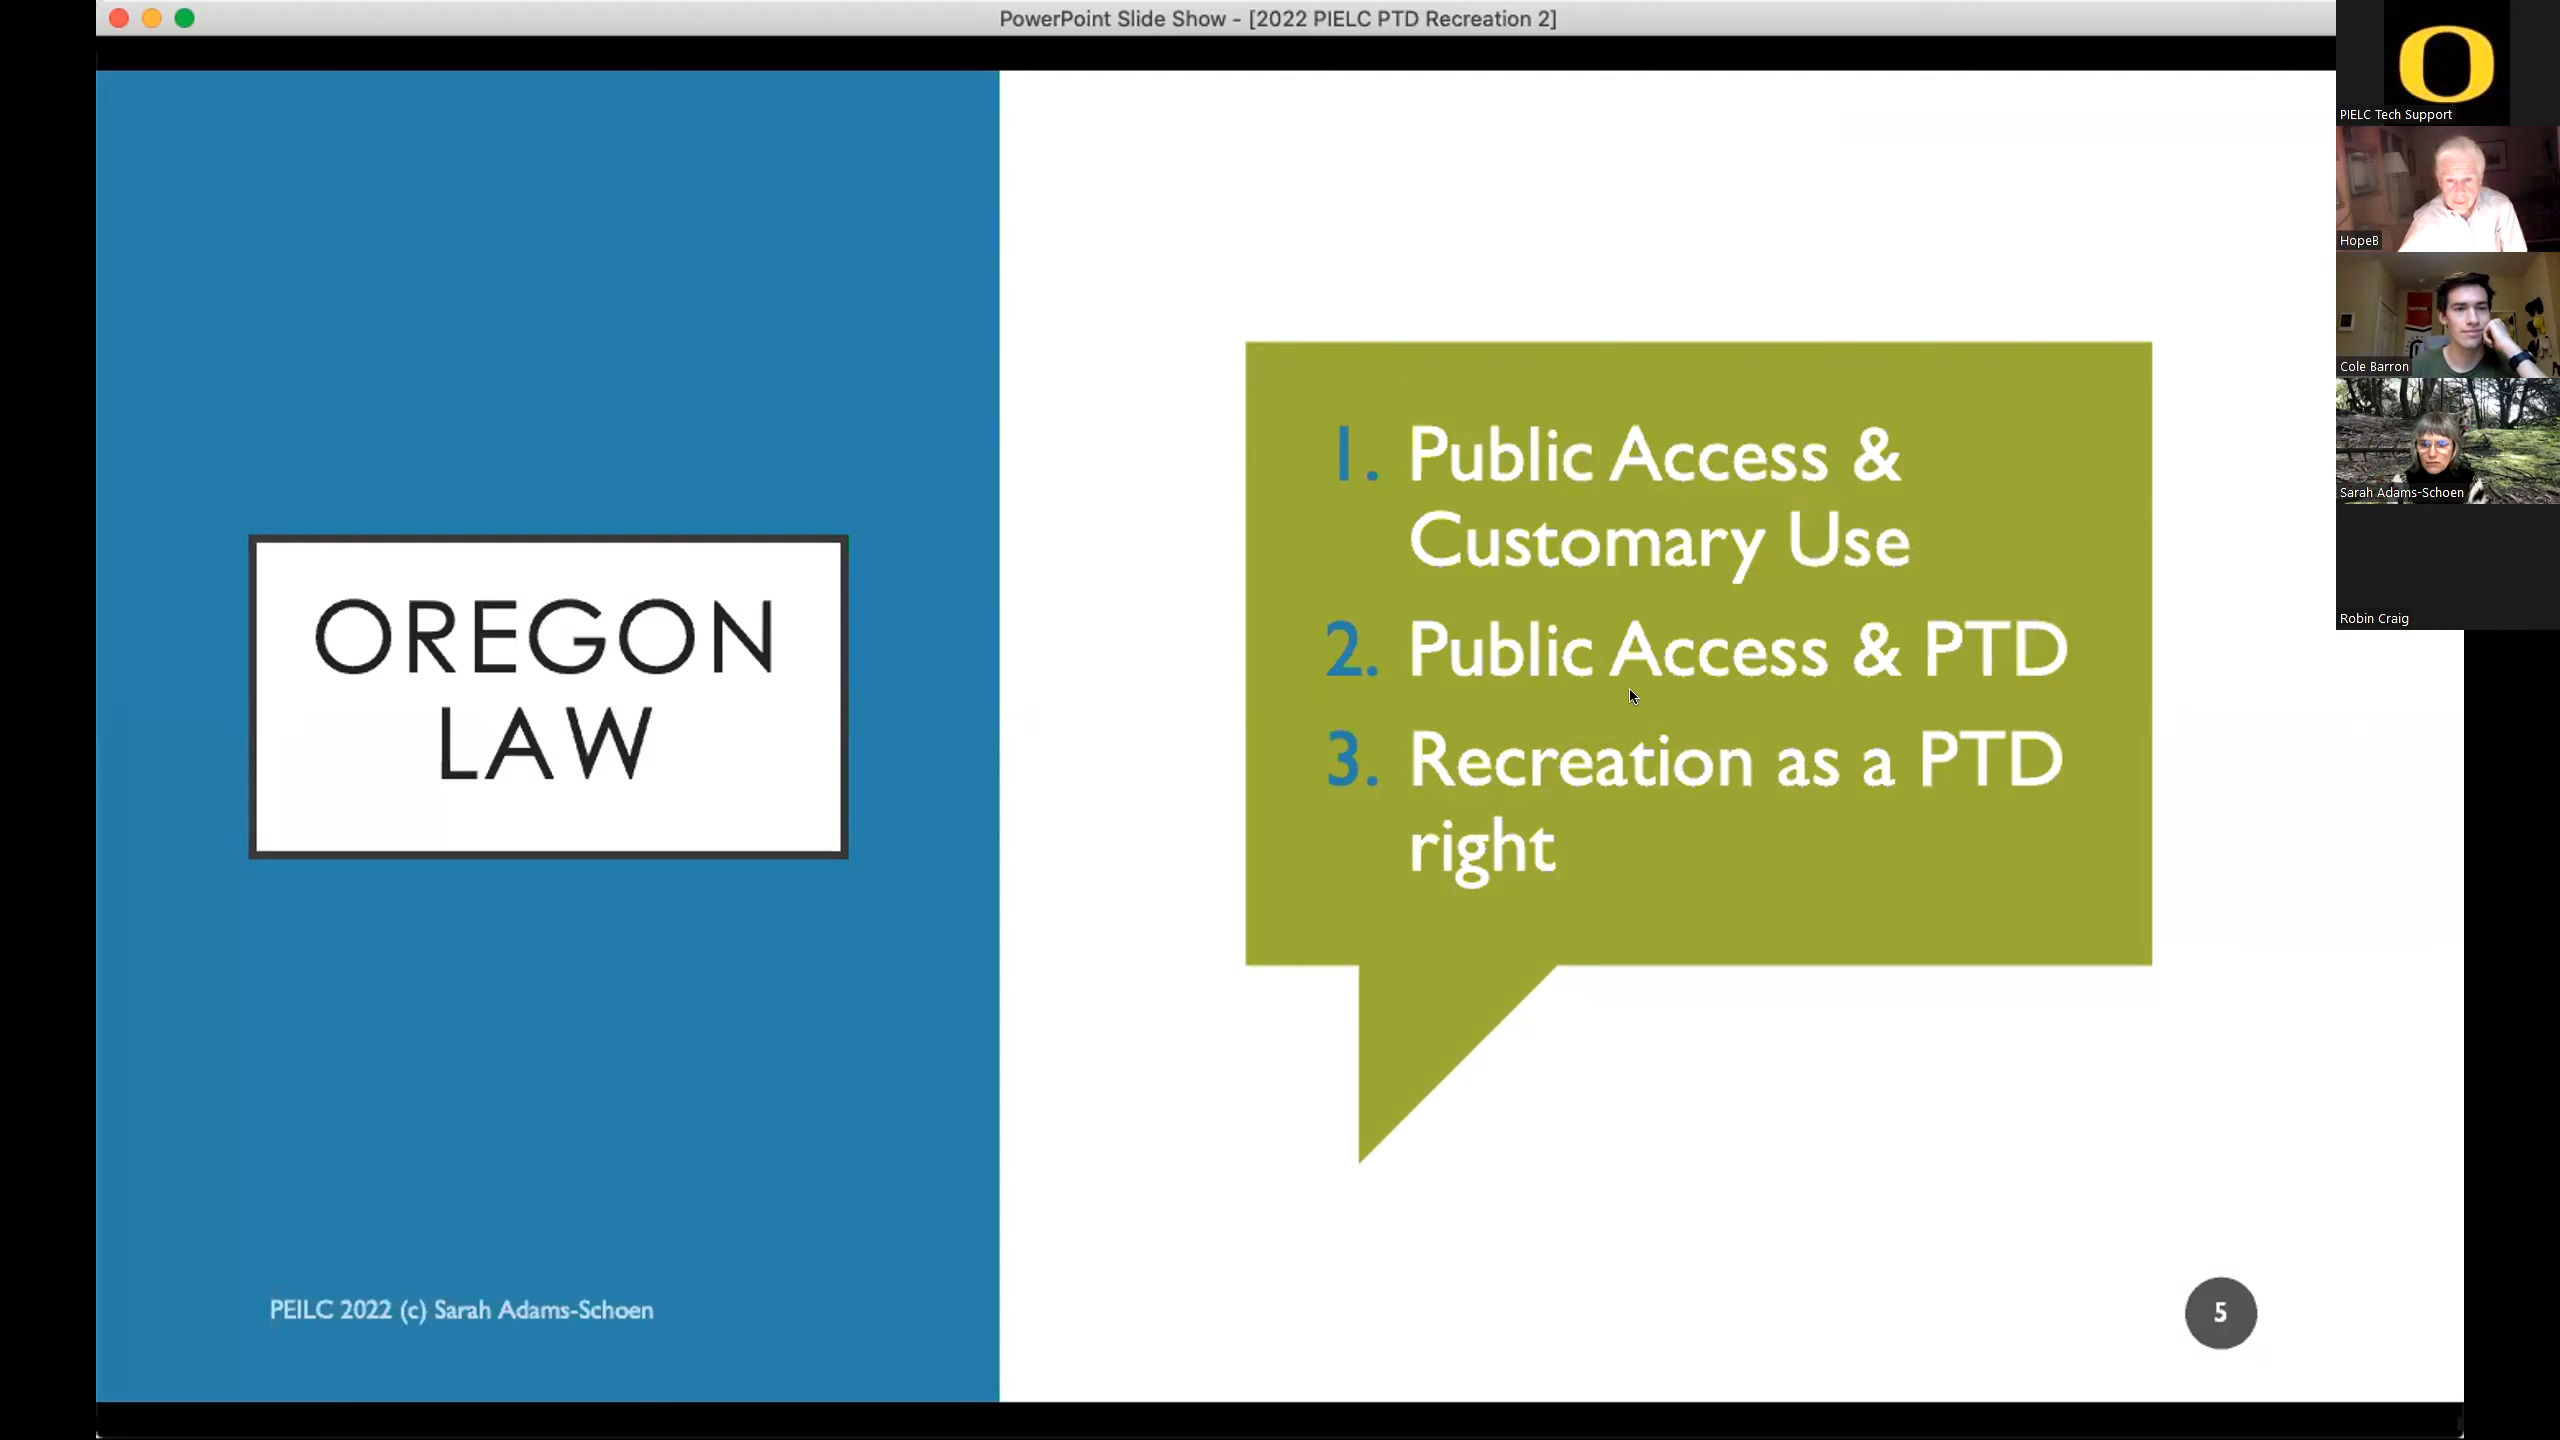 PowerPoint Slide Show - [2022 PIELC PTD Recreation 2]
OREGON
LAW
1. Public Access &
Customary Use
2. Public Access & PTD
3. Recreation as a PTD
right
PEILC 2022 (c) Sarah Adams-Schoen
5
O
PIELC Tech Support
HopeB
Cole Barron
Sarah Adams-Schoen
Robin Craig